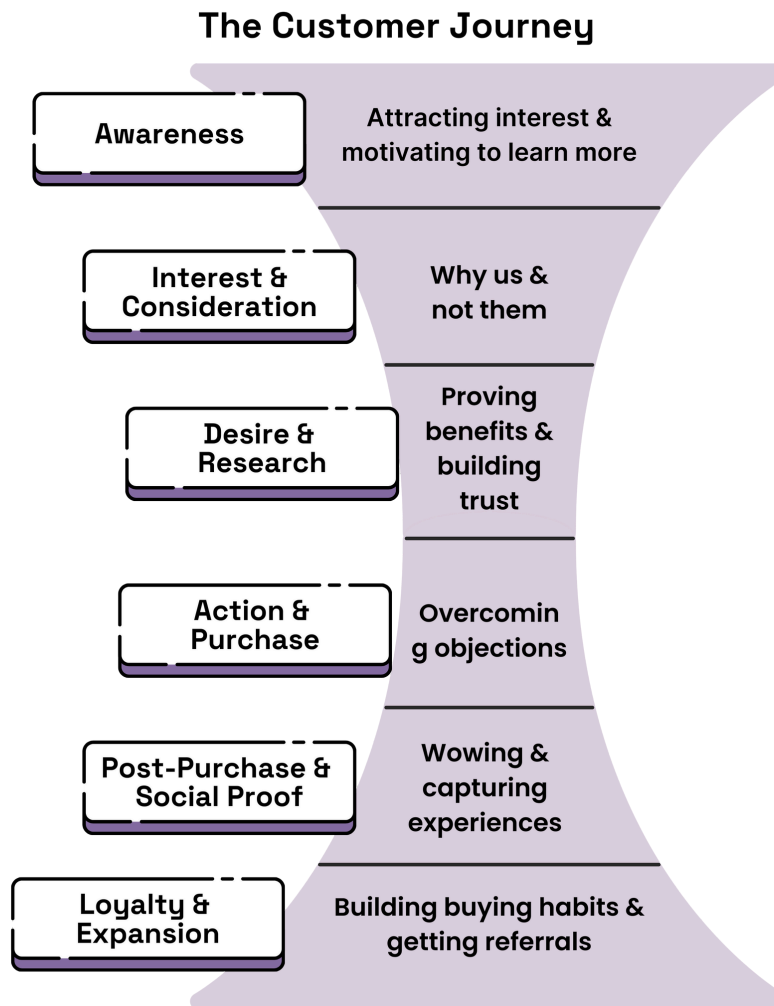 The Customer Journey
Awareness
Attracting interest &
motivating to learn more
Interest &
Consideration
Why us &
not them
Desire &
Research
Proving
benefits &
building
trust
Action &
Purchase
Overcomin
g objections
Post-Purchase &
Social Proof
Wowing &
capturing
experiences
Loyalty &
Expansion
Building buying habits &
getting referrals